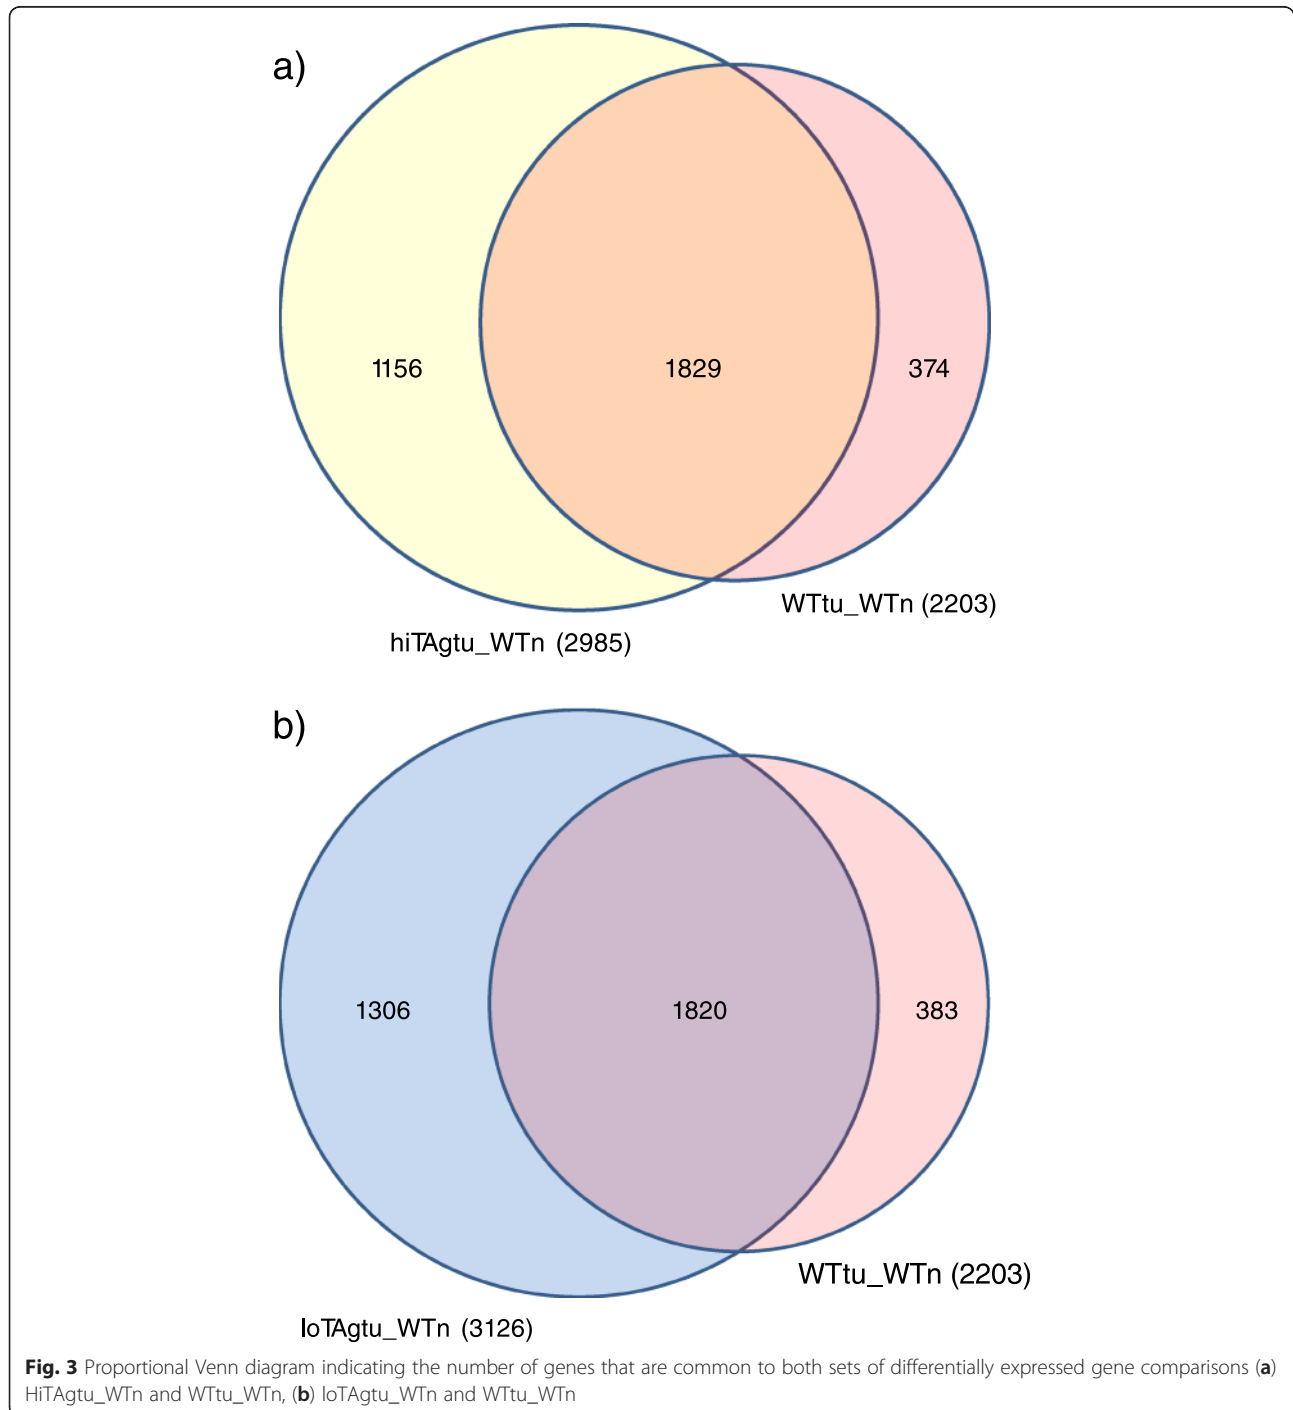 a)
1156
1829
374
WTtu_WTn (2203)
hiTAgtu_WTn (2985)
b)
1306
1820
383
WTtu_WTn (2203)
loTAgtu_WTn (3126)
Fig. 3 Proportional Venn diagram indicating the number of genes that are common to both sets of differentially expressed gene comparisons (a)
HiTAgtu_WTn and WTtu_WTn, (b) loTAgtu_WTn and WTtu_WTn